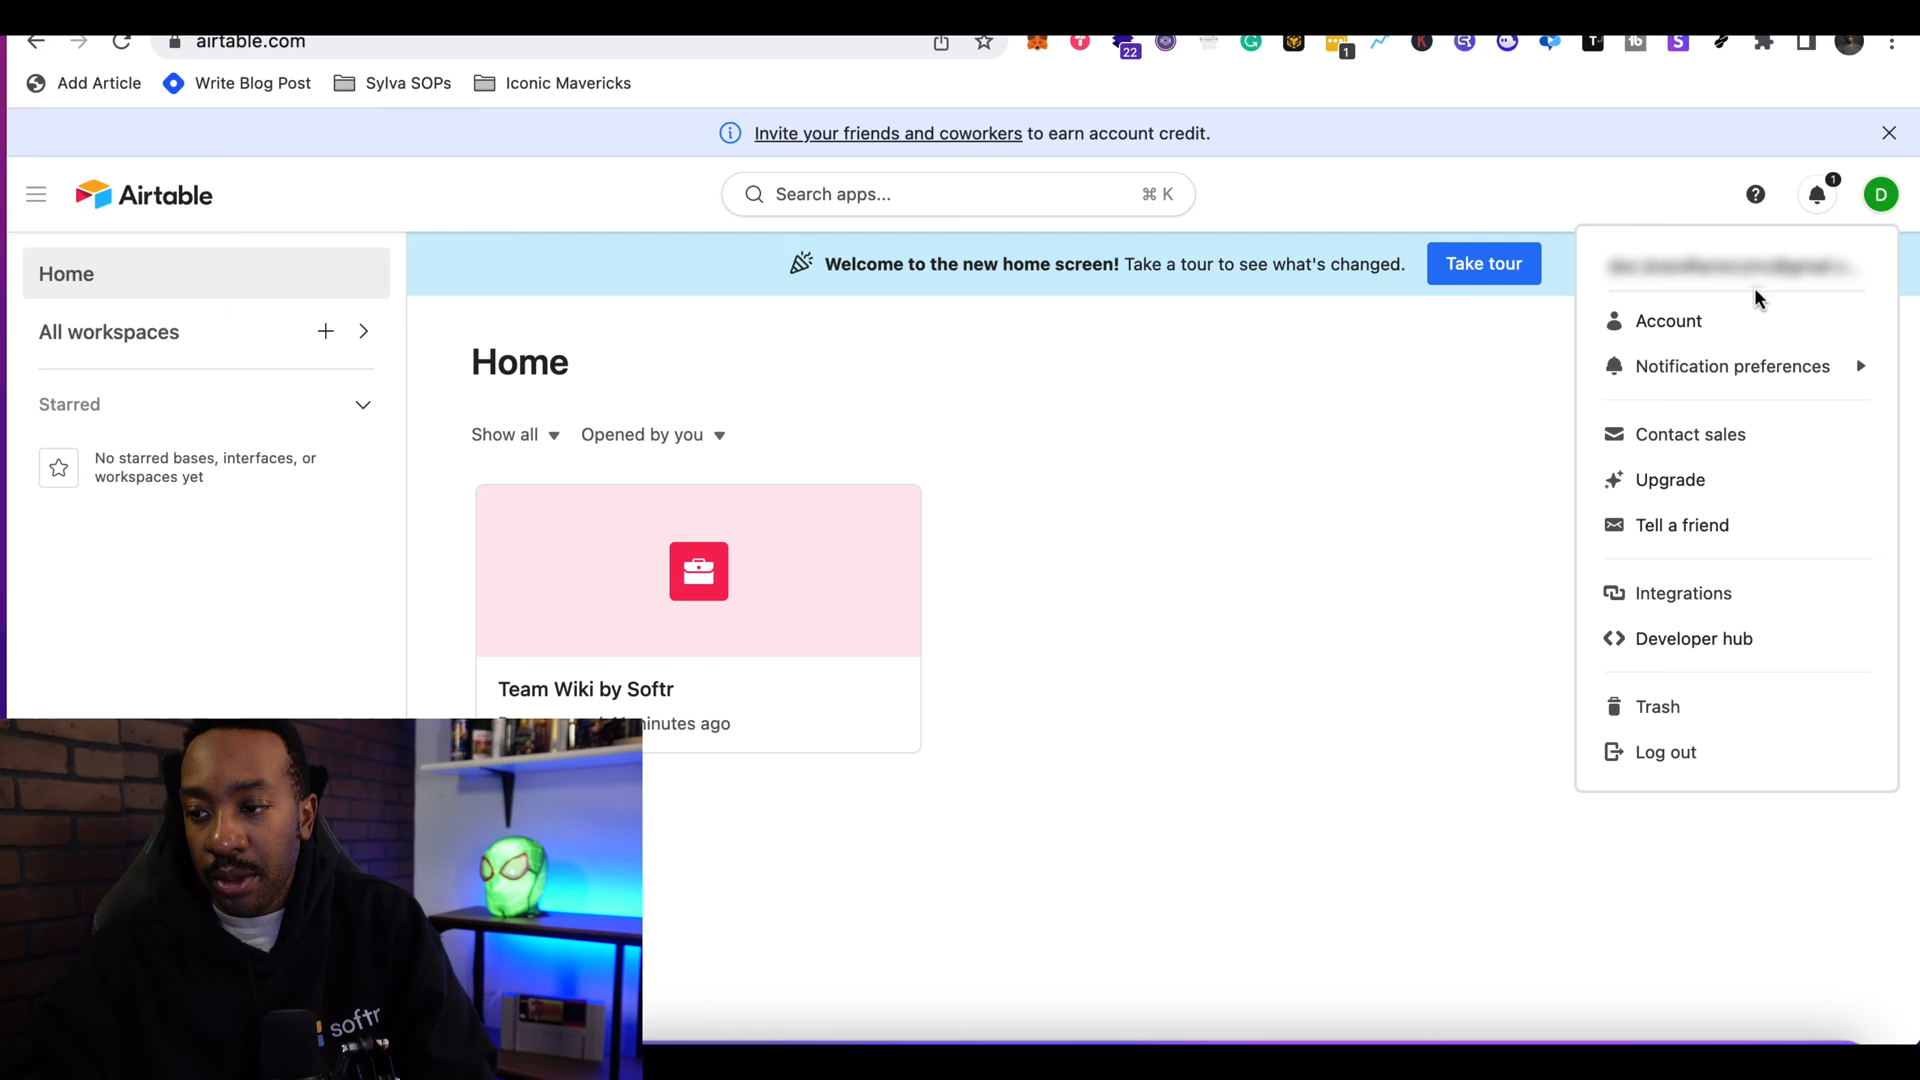 airtable.com
22
1
Add Article
Write Blog Post
Sylva SOPs
Iconic Mavericks
Invite your friends and coworkers to earn account credit.
Airtable
Search apps...
⌘ K
1
D
Home
Welcome to the new home screen! Take a tour to see what's changed.
Take tour
All workspaces
Account
Home
Notification preferences
Starred
Show all
Opened by you
Contact sales
No starred bases, interfaces, or
workspaces yet
Upgrade
Tell a friend
Integrations
Developer hub
Team Wiki by Softr
minutes ago
Trash
Log out
softr